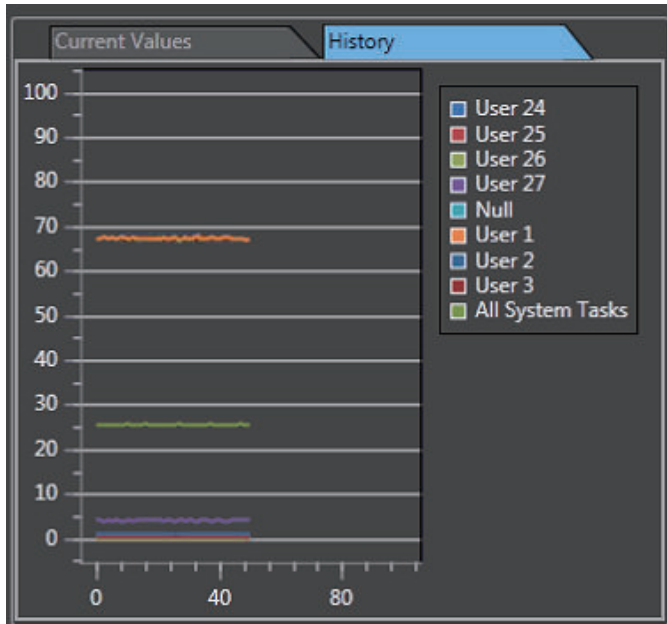 Current Values
History
100
90
80
70
60
50
40
30
20
10
0
0
40
80
User 24
User 25
User 26
User 27
Null
User 1
User 2
User 3
All System Tasks